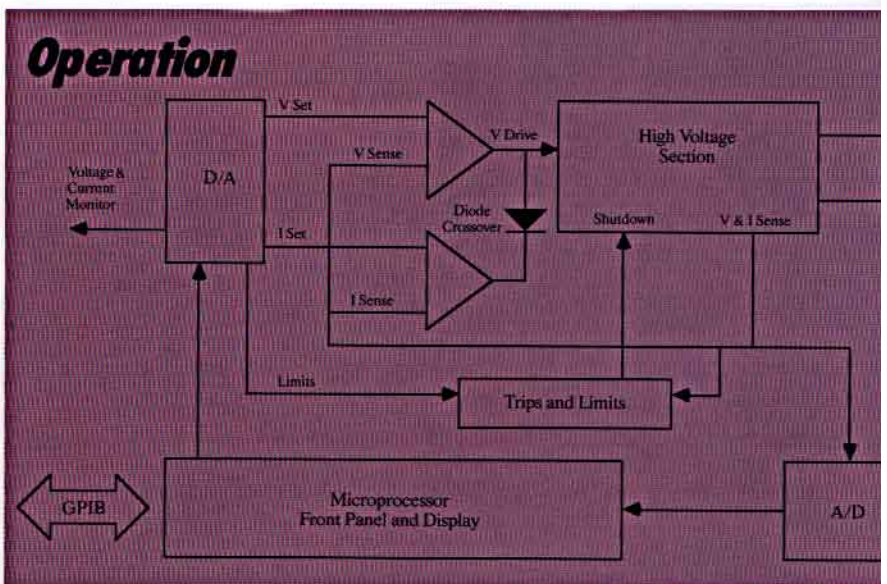 Operation
V Set
V Sense
V Drive
High Voltage
Section
Voltage &
Current
Monitor
D/A
Diode
Crossover
Shutdown
V & I Sense
I Set
I Sense
Limits
Trips and Limits
GPIB
Microprocessor
Front Panel and Display
A/D